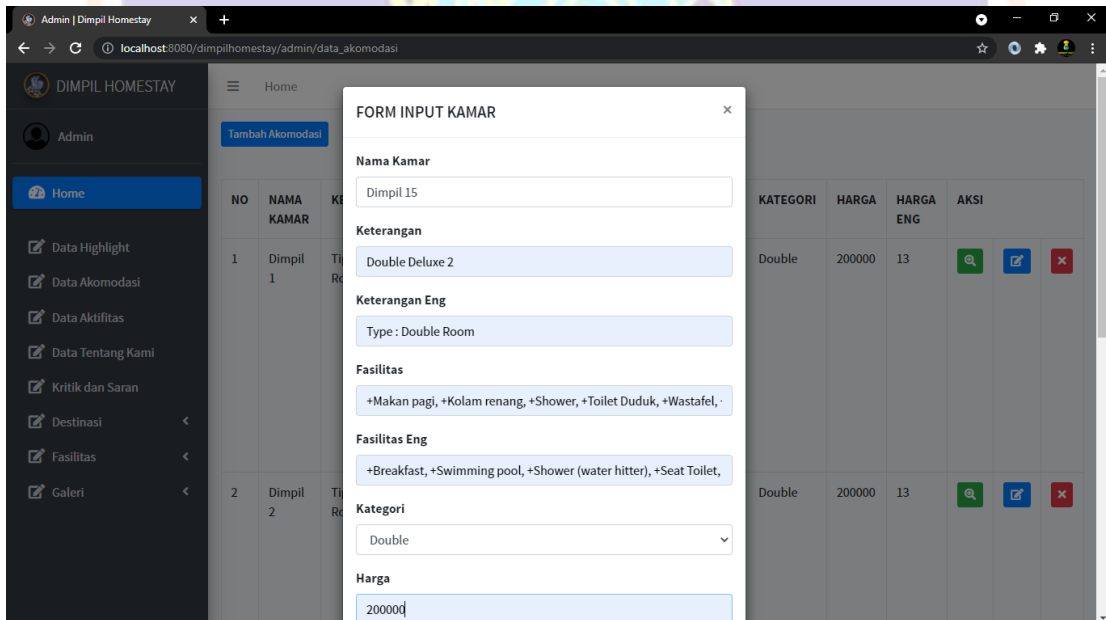 Admin | Dimpil Homestay
localhost:8080/dimpilhomestay/admin/data_akomodasi
DIMPIL HOMESTAY
Home
Admin
Home
Data Highlight
Data Akomodasi
Data Aktifitas
Data Tentang Kami
Kritik dan Saran
Destinasi
Fasilitas
Galeri
Tambah Akomodasi
FORM INPUT KAMAR
Nama Kamar
Dimpil 15
Keterangan
Double Deluxe 2
Keterangan Eng
Type : Double Room
Fasilitas
+Makan pagi, +Kolam renang, +Shower, +Toilet Duduk, +Wastafel,
Fasilitas Eng
+Breakfast, +Swimming pool, +Shower (water hitter), +Seat Toilet,
Kategori
Double
Harga
200000
NO NAMA KAMAR KATEGORI HARGA HARGA ENG AKSI
1 Dimpil 1 Double 200000 13
2 Dimpil 2 Double 200000 13